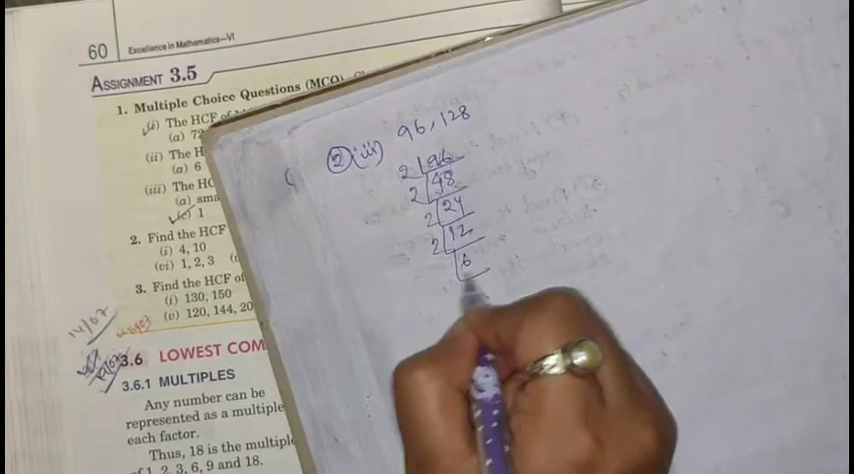 60 Excellence in Mathematics—VI
ASSIGNMENT 3.5
1. Multiple Choice Questions (MCQ)
(i) The HCF of
(a) 72
(ii) The H
(a) 6
(iii) The HC
(a) sma
(c) 1
2. Find the HCF
(i) 4, 10
(vi) 1, 2, 3
3. Find the HCF of
(i) 130, 150
(v) 120, 144, 20
14/07
3.6 LOWEST COM
3.6.1 MULTIPLES
Any number can be
represented as a multiple
each factor.
Thus, 18 is the multiple
of 1, 2, 3, 6, 9 and 18.
2 (iii) 96, 128
2 96
2 48
2 24
2 12
6